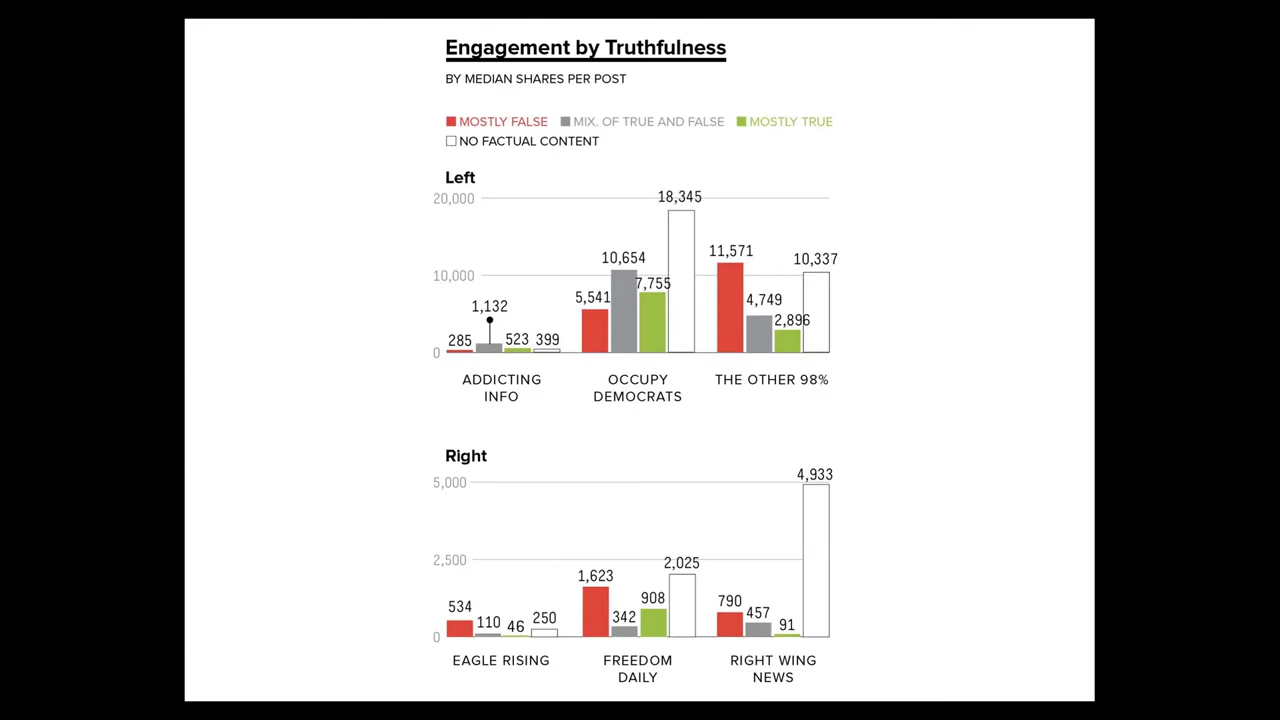 Engagement by Truthfulness
BY MEDIAN SHARES PER POST
MOSTLY FALSE MIX. OF TRUE AND FALSE MOSTLY TRUE
NO FACTUAL CONTENT
Left
20,000
18,345
11,571
10,654
10,337
10,000
7,755
5,541
4,749
1,132
2,896
285
523
399
0
ADDICTING
INFO
OCCUPY
DEMOCRATS
THE OTHER 98%
Right
4,933
5,000
2,500
2,025
1,623
534
908
790
110
46
250
342
457
91
0
EAGLE RISING
FREEDOM
DAILY
RIGHT WING
NEWS